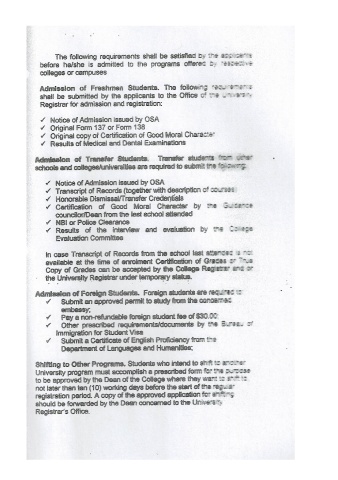 The following requirements shall be satisfied by the applicants
before he/she is admitted to the programs offered by respective
colleges or campuses
Admission of Freshmen Students. The following requirements
shall be submitted by the applicants to the Office of the University
Registrar for admission and registration:
✓ Notice of Admission issued by OSA
✓ Original Form 137 or Form 138
✓ Original copy of Certification of Good Moral Character
✓ Results of Medical and Dental Examinations
Admission of Transfer Students. Transfer students from other
schools and colleges/universities are required to submit the following:
✓ Notice of Admission issued by OSA
✓ Transcript of Records (together with description of courses)
✓ Honorable Dismissal/Transfer Credentials
✓ Certification of Good Moral Character by the Guidance
councilor/Dean from the last school attended
✓ NBI or Police Clearance
✓ Results of the interview and evaluation by the College
Evaluation Committee
In case Transcript of Records from the school last attended is not
available at the time of enrolment Certification of Grades or True
Copy of Grades can be accepted by the College Registrar and or
the University Registrar under temporary status.
Admission of Foreign Students. Foreign students are required to:
✓ Submit an approved permit to study from the concerned
embassy;
✓ Pay a non-refundable foreign student fee of $30.00
✓ Other prescribed requirements/documents by the Bureau of
Immigration for Student Visa
✓ Submit a Certificate of English Proficiency from the
Department of Languages and Humanities;
Shifting to Other Programs. Students who intend to shift to another
University program must accomplish a prescribed form for the purpose
to be approved by the Dean of the College where they want to shift to
not later than ten (10) working days before the start of the regular
registration period. A copy of the approved application for shifting
should be forwarded by the Dean concerned to the University
Registrar's Office.